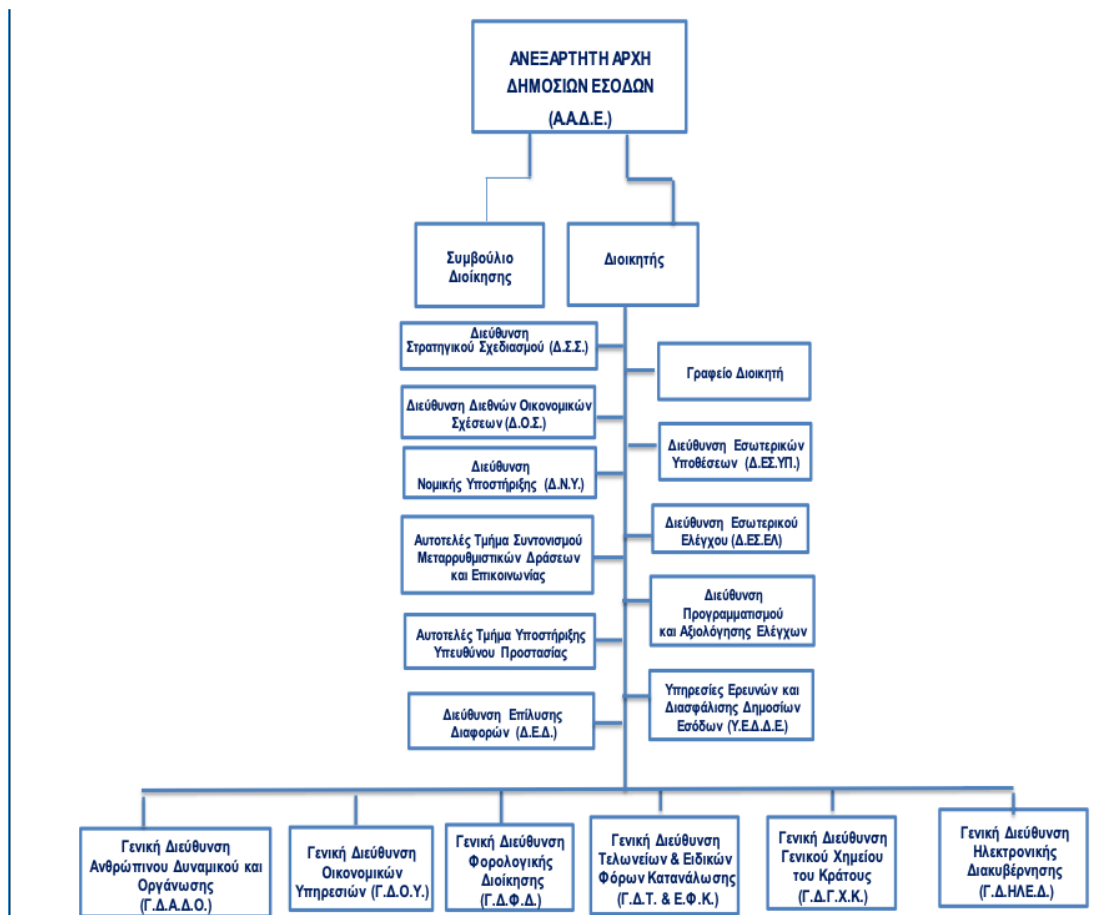 ΑΝΕΞΑΡΤΗΤΗ ΑΡΧΗ
ΔΗΜΟΣΙΩΝ ΕΣΟΔΩΝ
(Α.Α.Δ.Ε.)
Συμβούλιο
Διοίκησης
Διοικητής
Διεύθυνση
Στρατηγικού Σχεδιασμού (Δ.Σ.Σ.)
Γραφείο Διοικητή
Διεύθυνση Διεθνών Οικονομικών
Σχέσεων (Δ.Ο.Σ.)
Διεύθυνση Εσωτερικών
Υποθέσεων (Δ.ΕΣ.ΥΠ.)
Διεύθυνση
Νομικής Υποστήριξης (Δ.Ν.Υ.)
Διεύθυνση Εσωτερικού
Ελέγχου (Δ.ΕΣ.ΕΛ)
Αυτοτελές Τμήμα Συντονισμού
Μεταρρυθμιστικών Δράσεων
και Επικοινωνίας
Διεύθυνση
Προγραμματισμού
και Αξιολόγησης Ελέγχων
Αυτοτελές Τμήμα Υποστήριξης
Υπευθύνου Προστασίας
Υπηρεσίες Ερευνών και
Διασφάλισης Δημοσίων
Εσόδων (Υ.Ε.Δ.Δ.Ε.)
Διεύθυνση Επίλυσης
Διαφορών (Δ.Ε.Δ.)
Γενική Διεύθυνση
Ανθρώπινου Δυναμικού και
Οργάνωσης
(Γ.Δ.Α.Δ.Ο.)
Γενική Διεύθυνση
Οικονομικών
Υπηρεσιών (Γ.Δ.Ο.Υ.)
Γενική Διεύθυνση
Φορολογικής
Διοίκησης
(Γ.Δ.Φ.Δ.)
Γενική Διεύθυνση
Τελωνείων & Ειδικών
Φόρων Κατανάλωσης
(Γ.Δ.Τ. & Ε.Φ.Κ.)
Γενική Διεύθυνση
Γενικού Χημείου
του Κράτους
(Γ.Δ.Γ.Χ.Κ.)
Γενική Διεύθυνση
Ηλεκτρονικής
Διακυβέρνησης
(Γ.Δ.ΗΛΕ.Δ.)